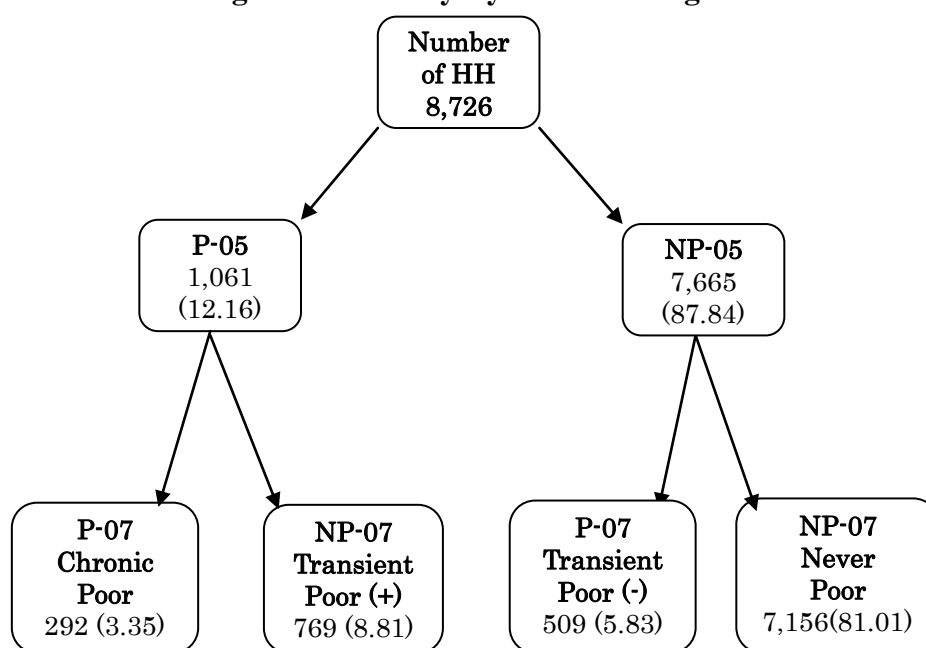 Number
of HH
8,726
P-05
1,061
(12.16)
NP-05
7,665
(87.84)
P-07
Chronic
Poor
292 (3.35)
NP-07
Transient
Poor (+)
769 (8.81)
P-07
Transient
Poor (-)
509 (5.83)
NP-07
Never
Poor
7,156(81.01)